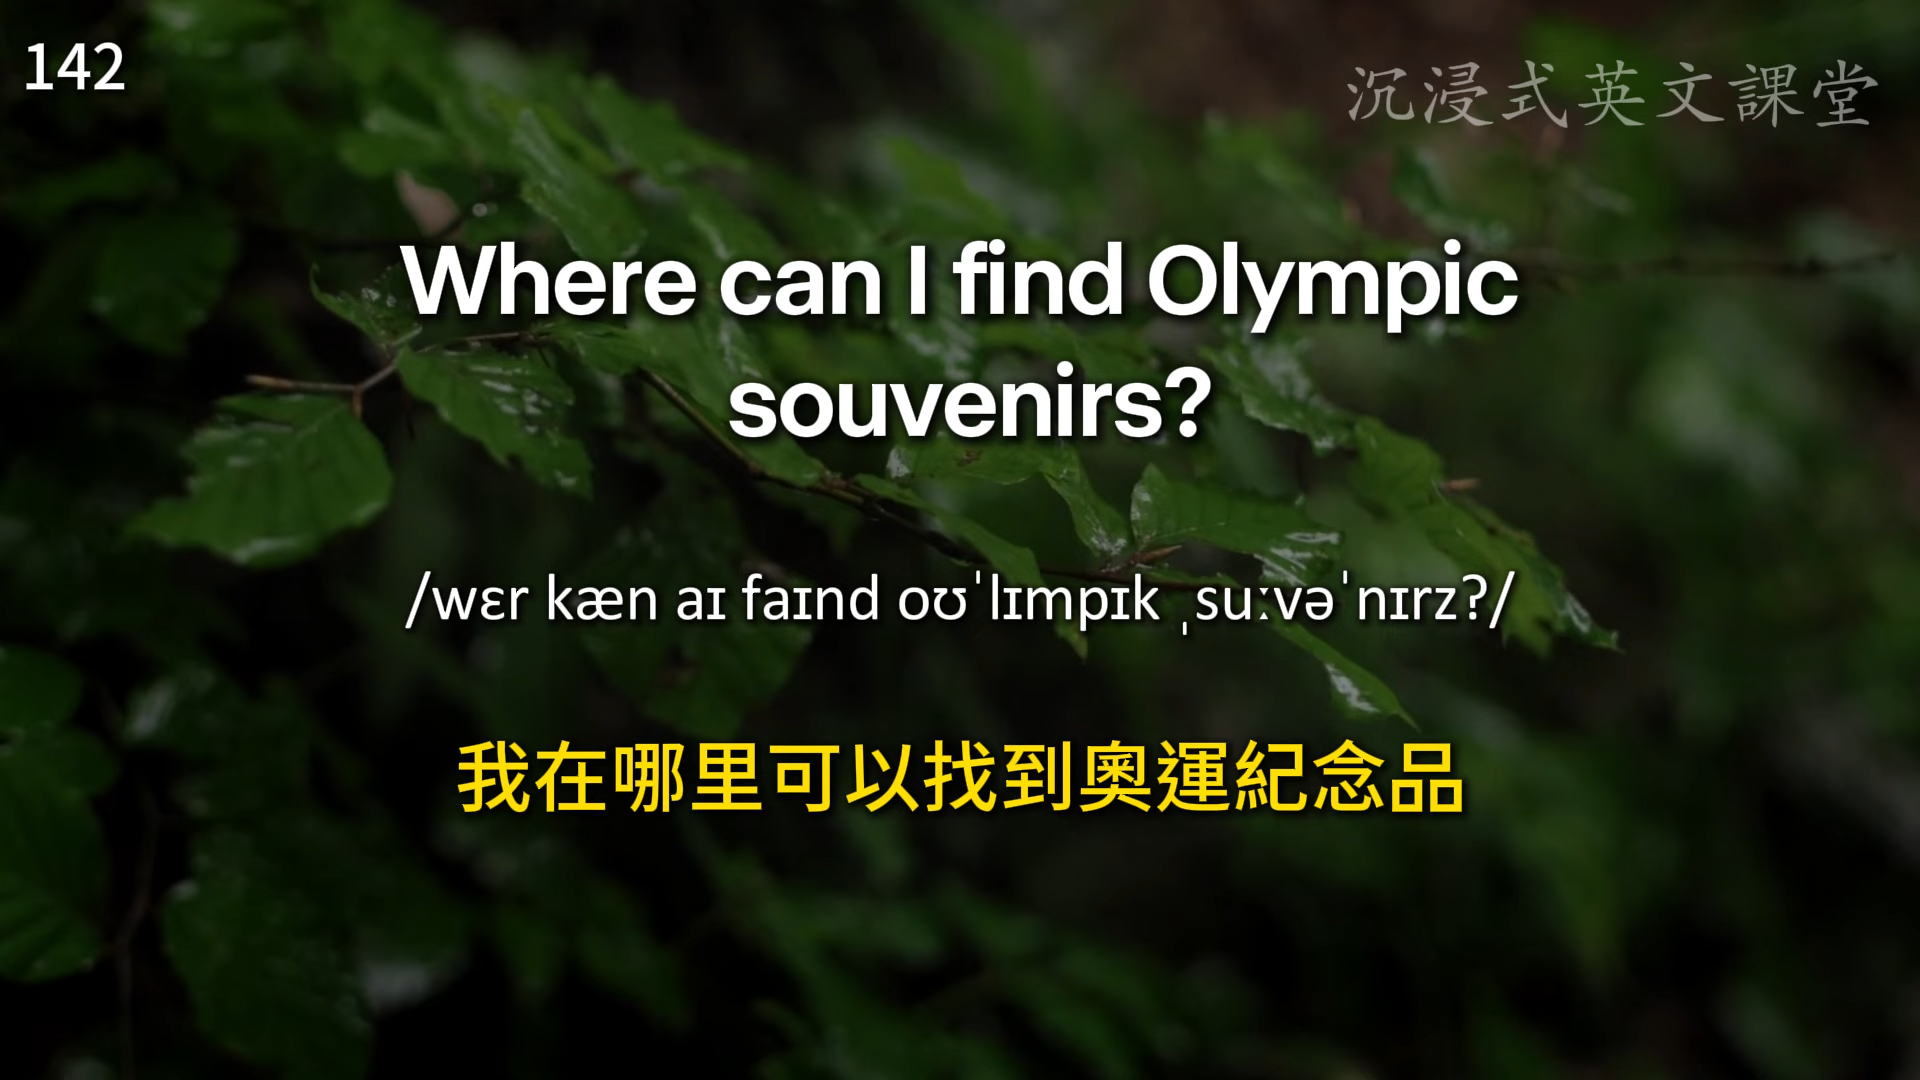 142
沉浸式英文課堂
Where can I find Olympic
souvenirs?
/wɛr kæn aɪ faɪnd oʊˈlɪmpɪk ˌsuːvəˈnɪrz?/
我在哪里可以找到奧運紀念品